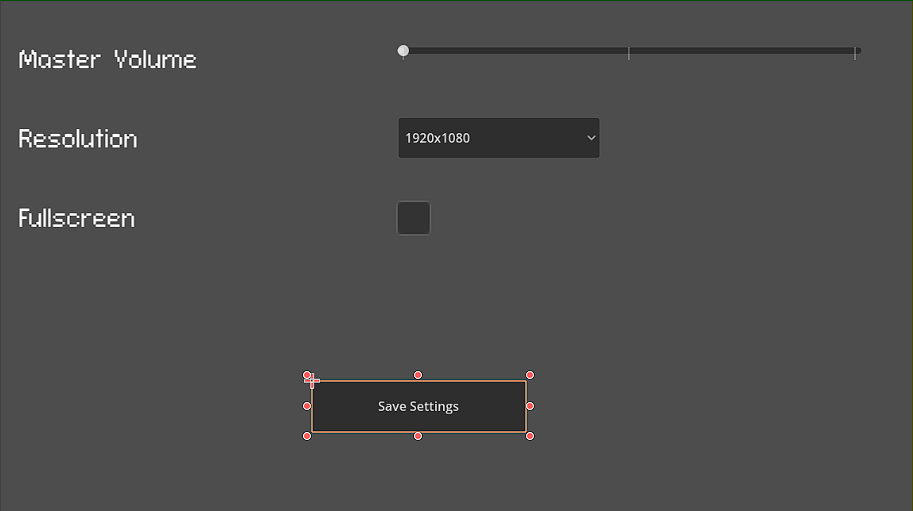 Master Volume
Resolution
1920x1080
Fullscreen
Save Settings